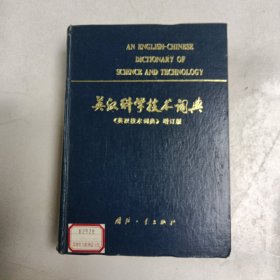 AN ENGLISH-CHINESE
DICTIONARY OF
SCIENCE AND TECHNOLOGY
英汉科学技术词典
《英汉技术词典》增订版
国防工业出版社